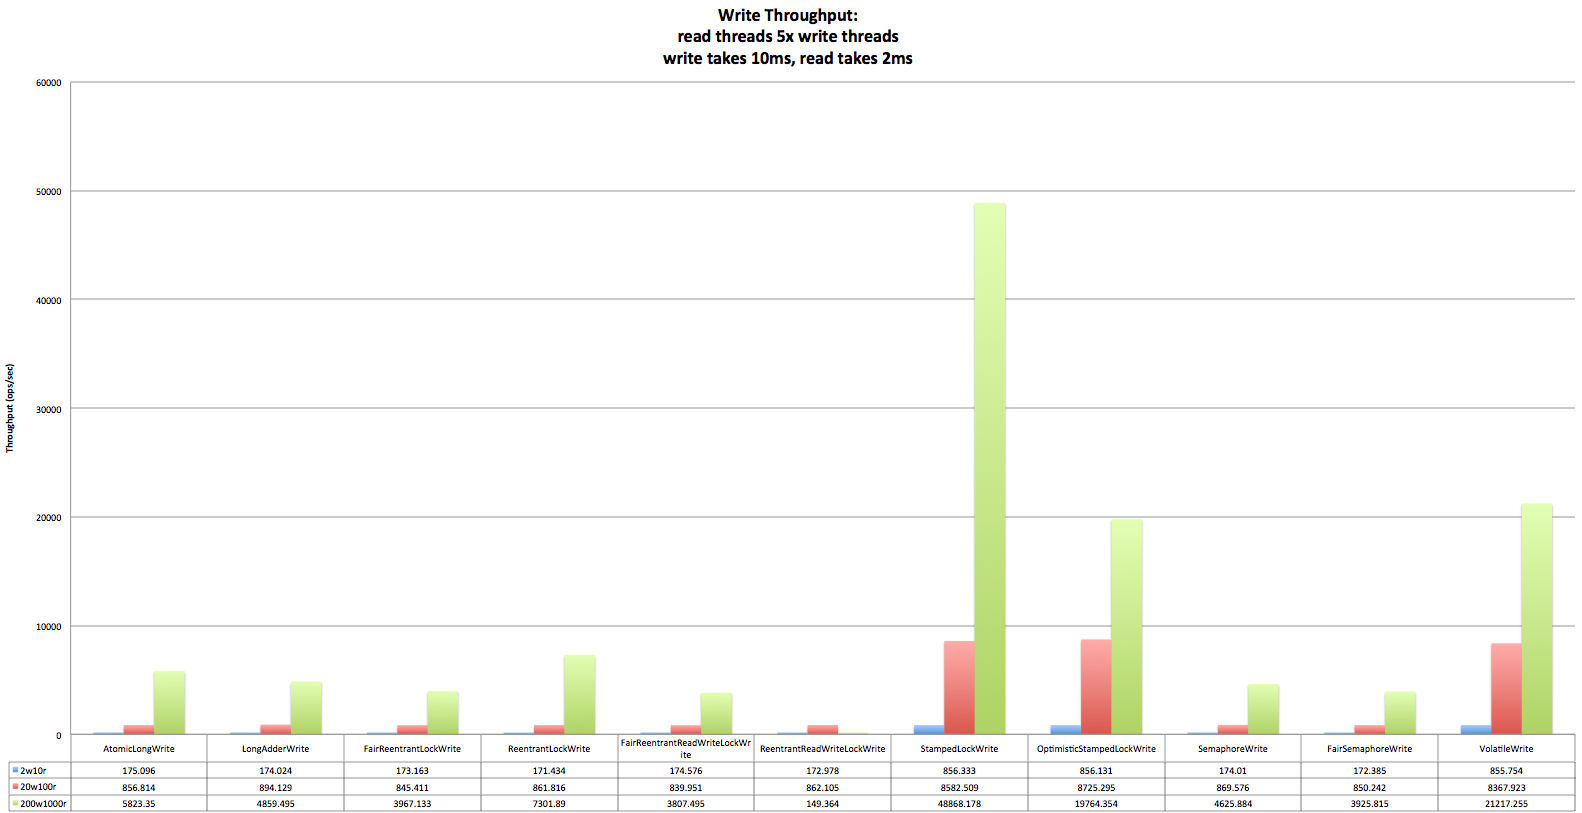 Write Throughput:
read threads 5x write threads
write takes 10ms, read takes 2ms
60000
50000
40000
30000
20000
10000
0
Throughput (ops/sec)
AtomicLongWrite LongAdderWrite FairReentrantLockWrite ReentrantLockWrite FairReentrantReadWriteLockWr ReentrantReadWriteLockWrite StampedLockWrite OptimisticStampedLockWrite SemaphoreWrite FairSemaphoreWrite VolatileWrite
ite
2w10r 175.096 174.024 173.163 171.434 174.576 172.978 856.333 856.131 174.01 172.385 855.754
20w100r 856.814 894.129 845.411 861.816 839.951 862.105 8582.509 8725.295 869.576 850.242 8367.923
200w1000r 5823.35 4859.495 3967.133 7301.89 3807.495 149.364 48868.178 19764.354 4625.884 3925.815 21217.255